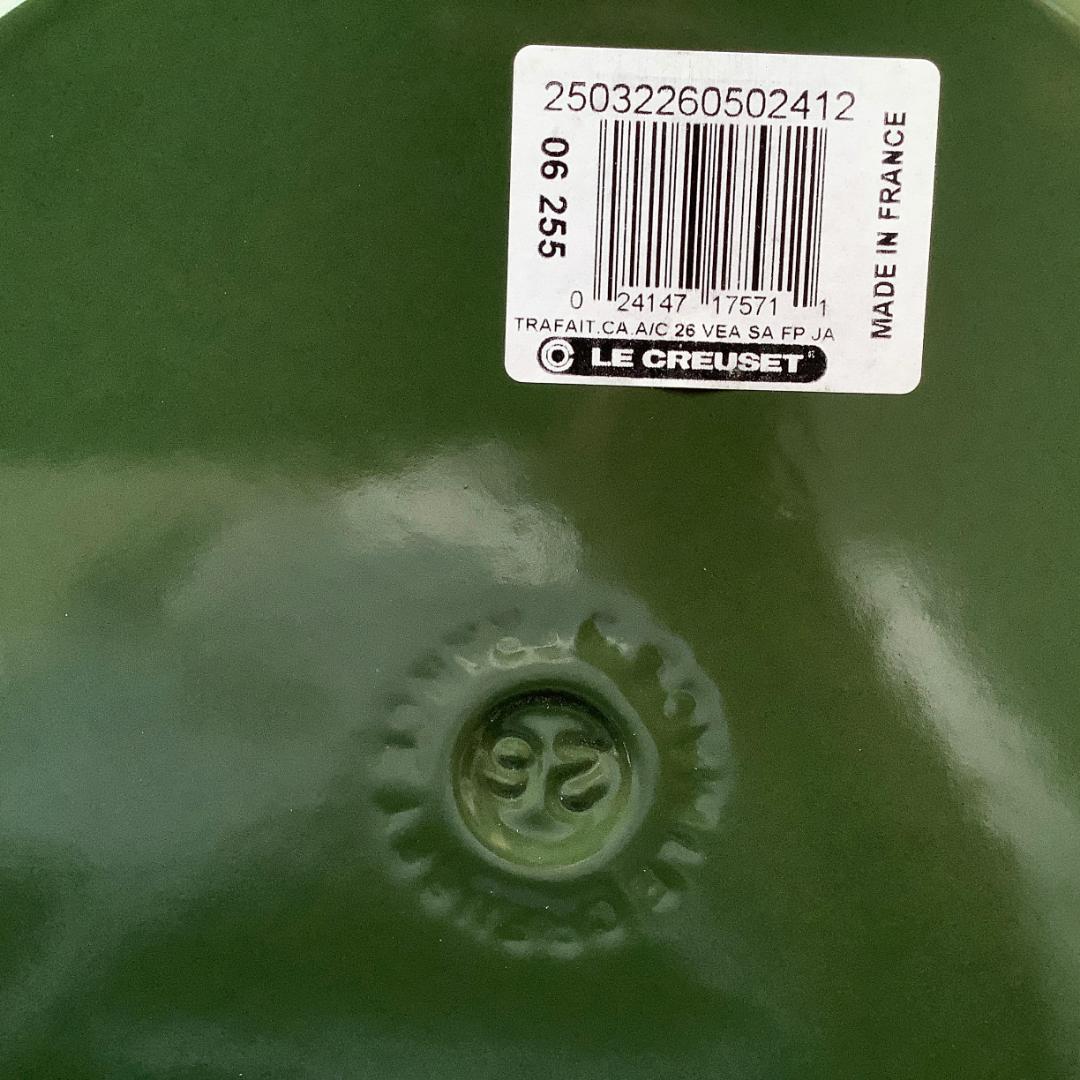 25032260502412
06 255
MADE IN FRANCE
0 24147 17571 1
TRAFAIT.CA.A/C 26 VEA SA FP JA
LE CREUSET
26